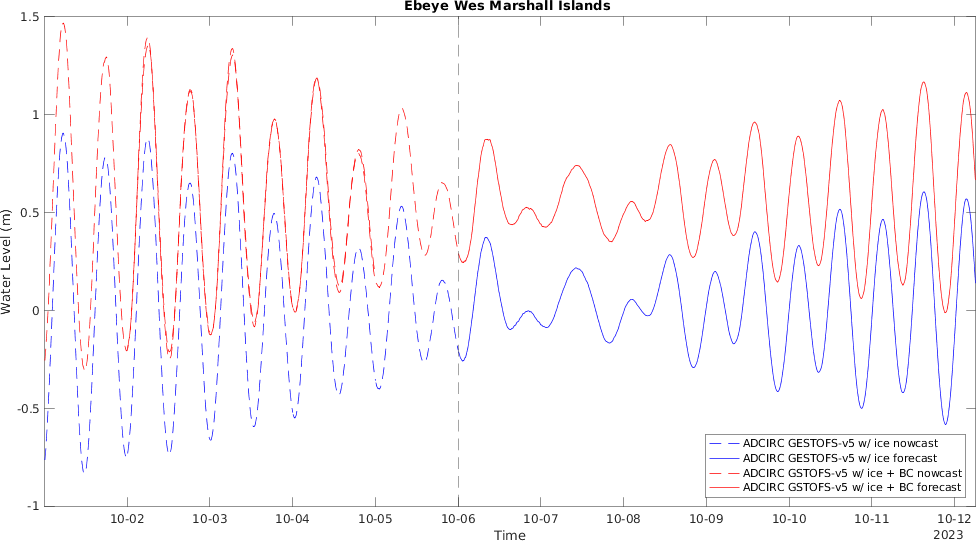 Ebeye Wes Marshall Islands
1.5
1
0.5
0
-0.5
-1
Water Level (m)
10-02 10-03 10-04 10-05 10-06 10-07 10-08 10-09 10-10 10-11 10-12
2023
Time
ADCIRC GESTOFS-v5 w/ ice nowcast
ADCIRC GESTOFS-v5 w/ ice forecast
ADCIRC GSTOFS-v5 w/ ice + BC nowcast
ADCIRC GSTOFS-v5 w/ ice + BC forecast